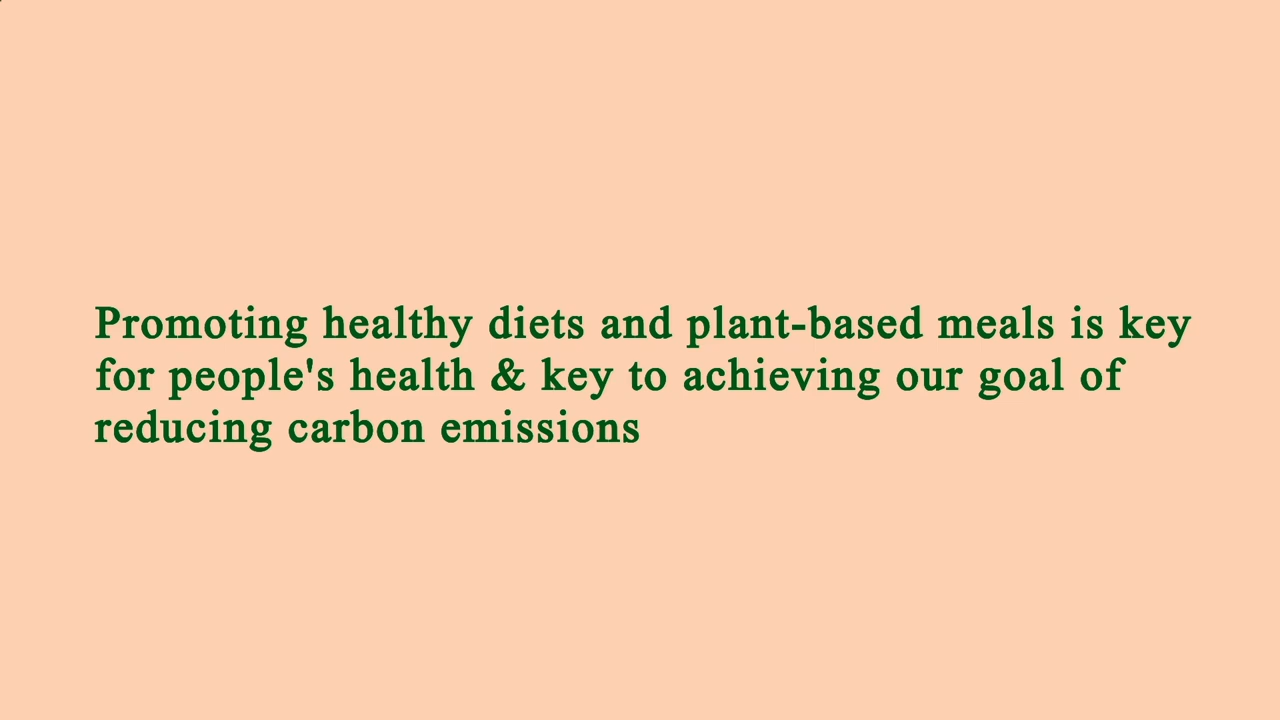 Promoting healthy diets and plant-based meals is key
for people's health & key to achieving our goal of
reducing carbon emissions